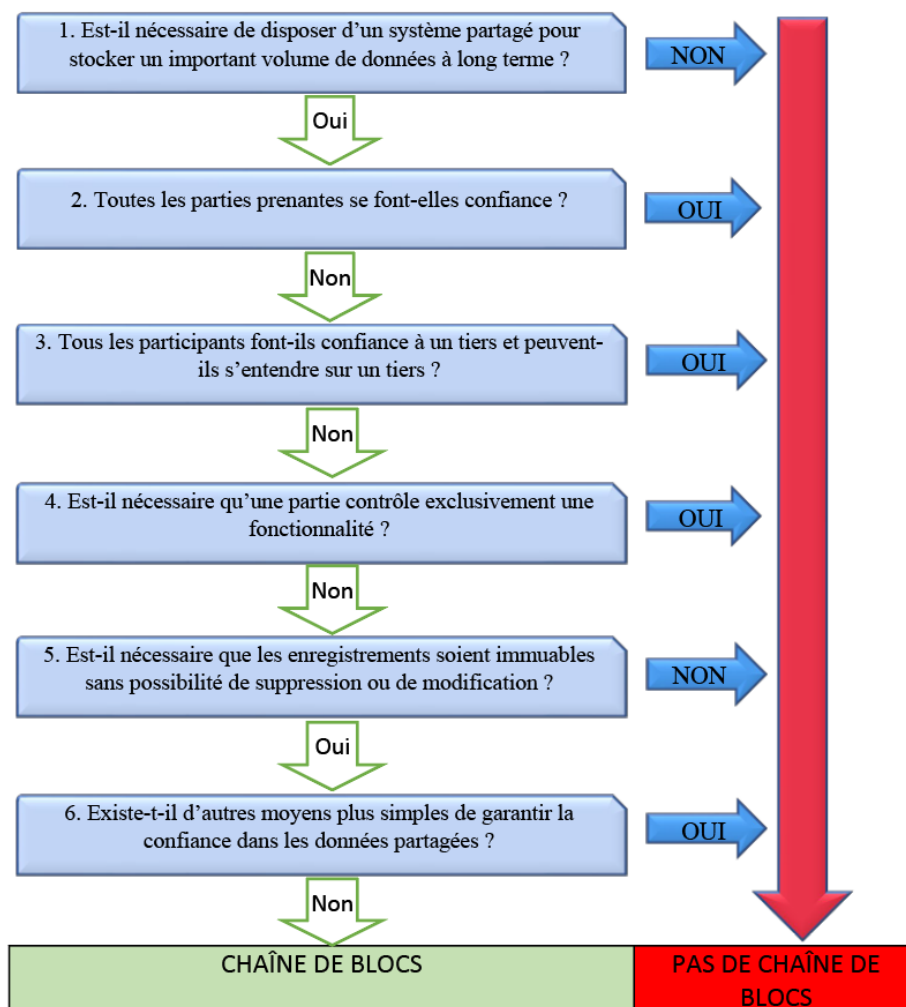 1. Est-il nécessaire de disposer d’un système partagé pour
stocker un important volume de données à long terme ?
NON
Oui
2. Toutes les parties prenantes se font-elles confiance ?
OUI
Non
3. Tous les participants font-ils confiance à un tiers et peuvent-
ils s’entendre sur un tiers ?
OUI
Non
4. Est-il nécessaire qu’une partie contrôle exclusivement une
fonctionnalité ?
OUI
Non
5. Est-il nécessaire que les enregistrements soient immuables
sans possibilité de suppression ou de modification ?
NON
Oui
6. Existe-t-il d’autres moyens plus simples de garantir la
confiance dans les données partagées ?
OUI
Non
CHAÎNE DE BLOCS
PAS DE CHAÎNE DE
BLOCS